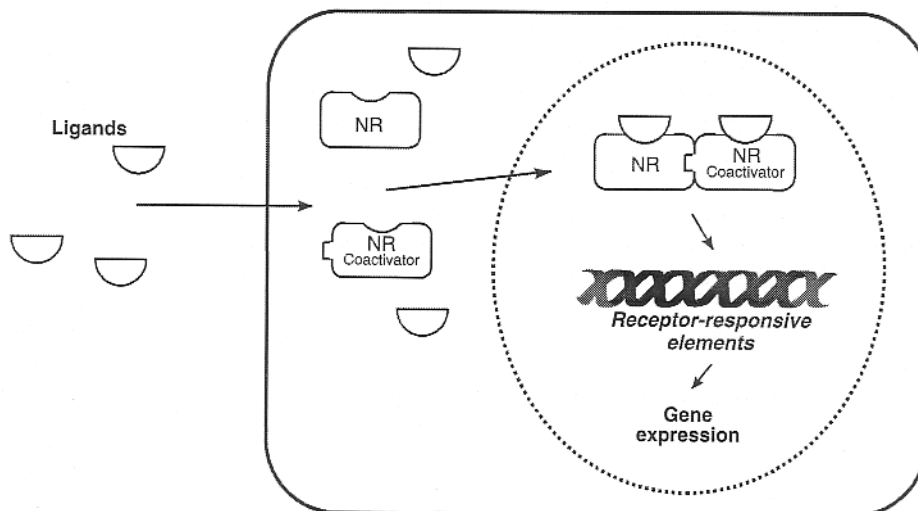 Ligands
NR
NR
Coactivator
NR
NR
Coactivator
Receptor-responsive
elements
Gene
expression